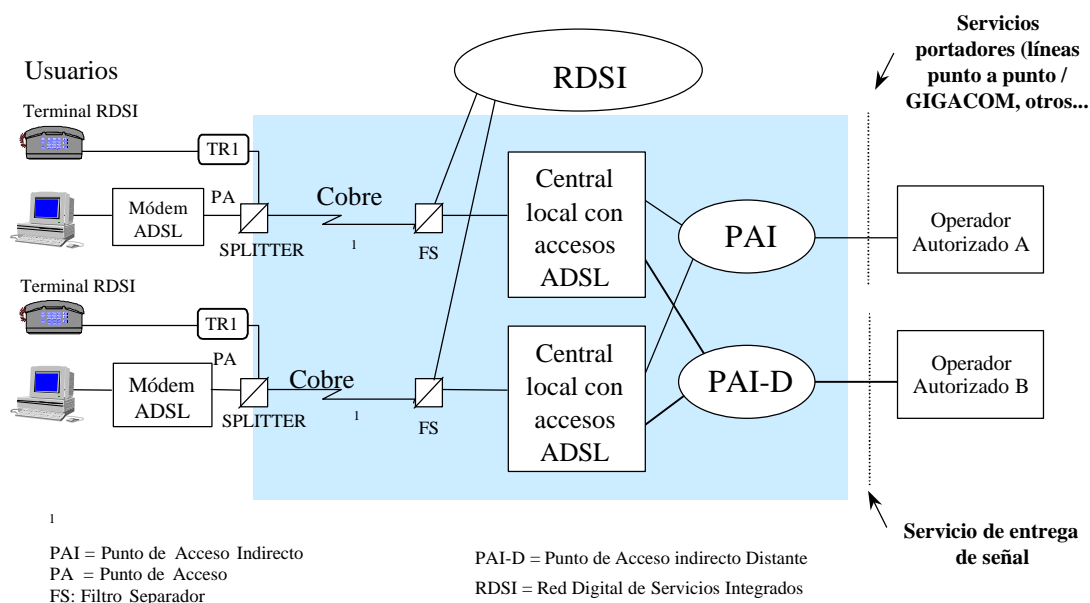 Servicios
portadores (líneas
punto a punto /
GIGACOM, otros...
Usuarios
RDSI
Terminal RDSI
TR1
PA
Módem
ADSL
SPLITTER
Cobre
1
FS
Central
local con
accesos
ADSL
PAI
Operador
Autorizado A
Terminal RDSI
TR1
PA
Módem
ADSL
SPLITTER
Cobre
1
FS
Central
local con
accesos
ADSL
PAI-D
Operador
Autorizado B
Servicio de entrega
de señal
1
PAI = Punto de Acceso Indirecto
PA = Punto de Acceso
FS: Filtro Separador
PAI-D = Punto de Acceso indirecto Distante
RDSI = Red Digital de Servicios Integrados